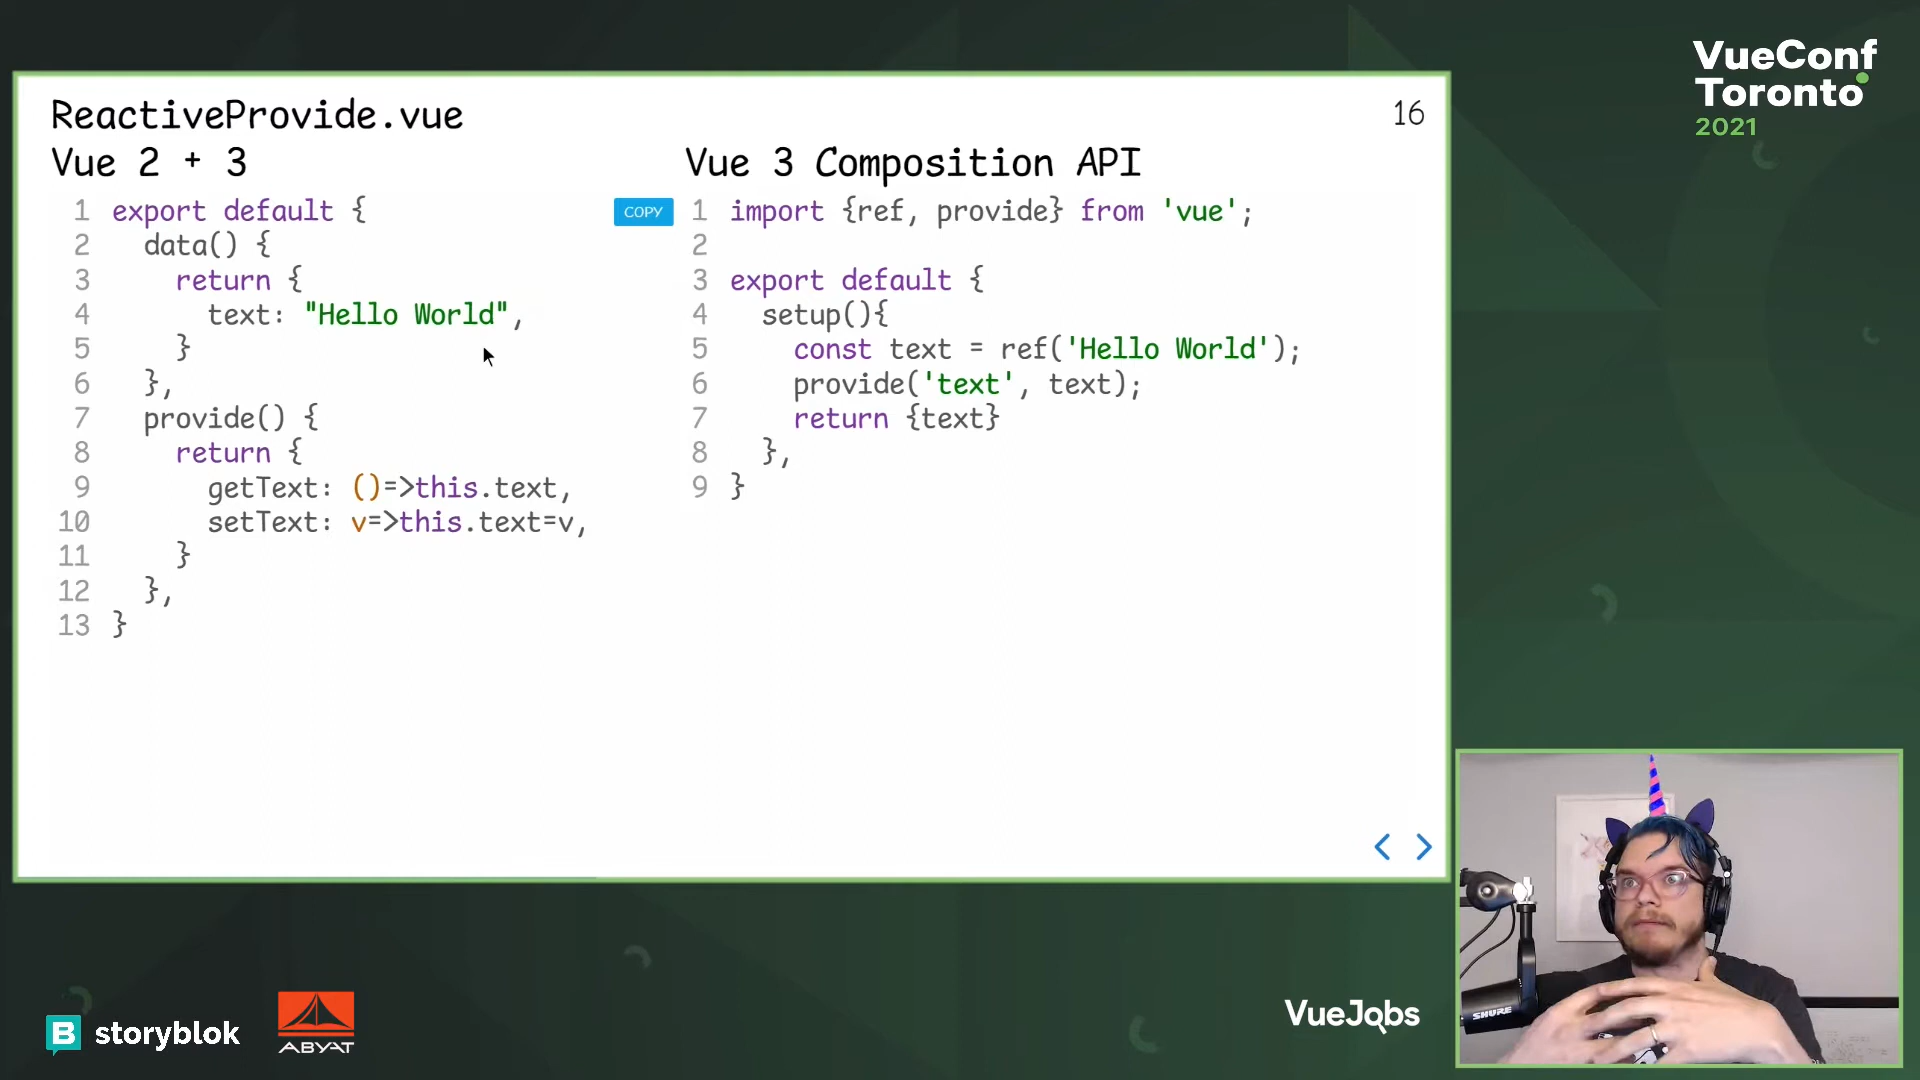 VueConf
Toronto
2021
ReactiveProvide.vue
16
Vue 2 + 3
1 export default {
2   data() {
3     return {
4       text: "Hello World",
5     }
6   },
7   provide() {
8     return {
9       getText: ()=>this.text,
10       setText: v=>this.text=v,
11     }
12   },
13 }
Vue 3 Composition API
COPY
1 import {ref, provide} from 'vue';
2
3 export default {
4   setup(){
5     const text = ref('Hello World');
6     provide('text', text);
7     return {text}
8   },
9 }
B storyblok
ABYAT
VueJobs
SHURE